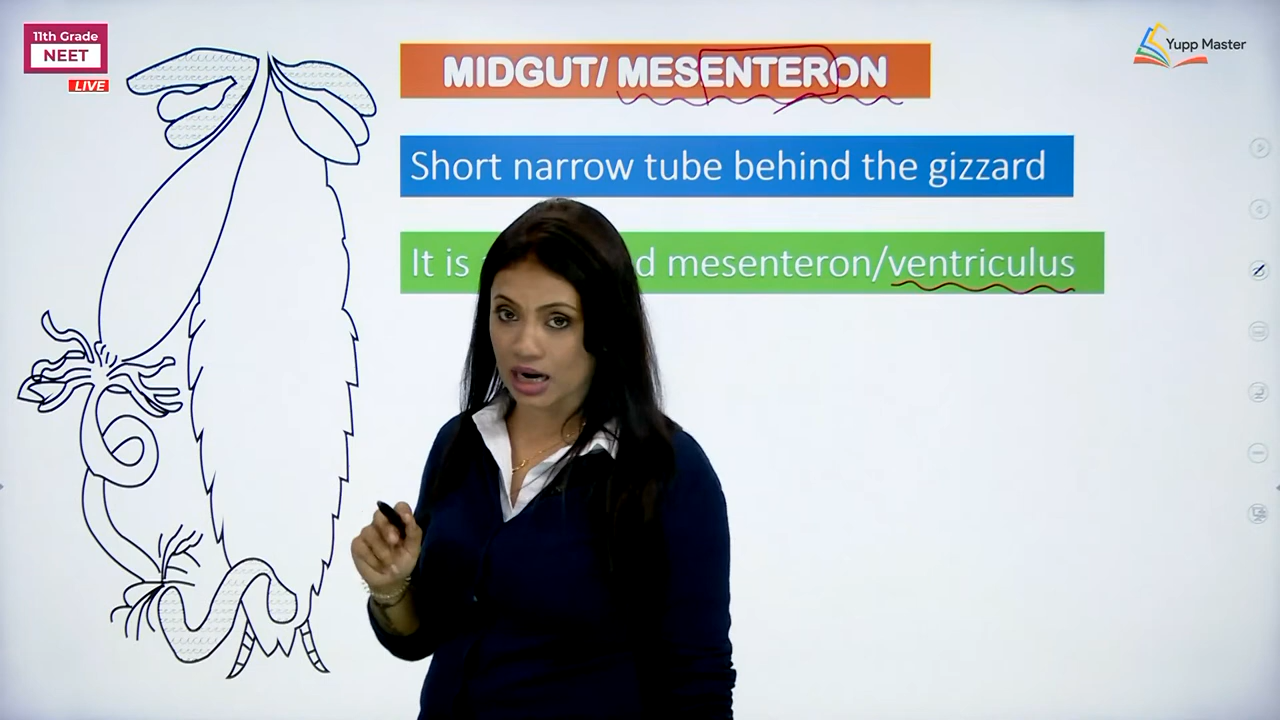 11th Grade
NEET
LIVE
Yupp Master
MIDGUT/ MESENTERON
Short narrow tube behind the gizzard
It is d mesenteron/ventriculus